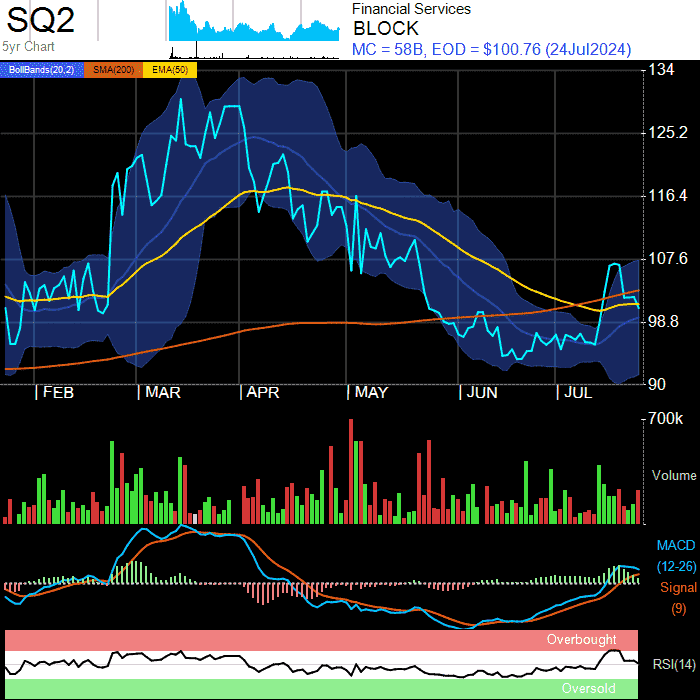 SQ2
5yr Chart
Financial Services
BLOCK
MC = 58B, EOD = $100.76 (24Jul2024)
BollBands(20,2) SMA(200) EMA(50)
134
125.2
116.4
107.6
98.8
90
FEB MAR APR MAY JUN JUL
700k
Volume
MACD
(12-26)
Signal
(9)
Overbought
RSI(14)
Oversold